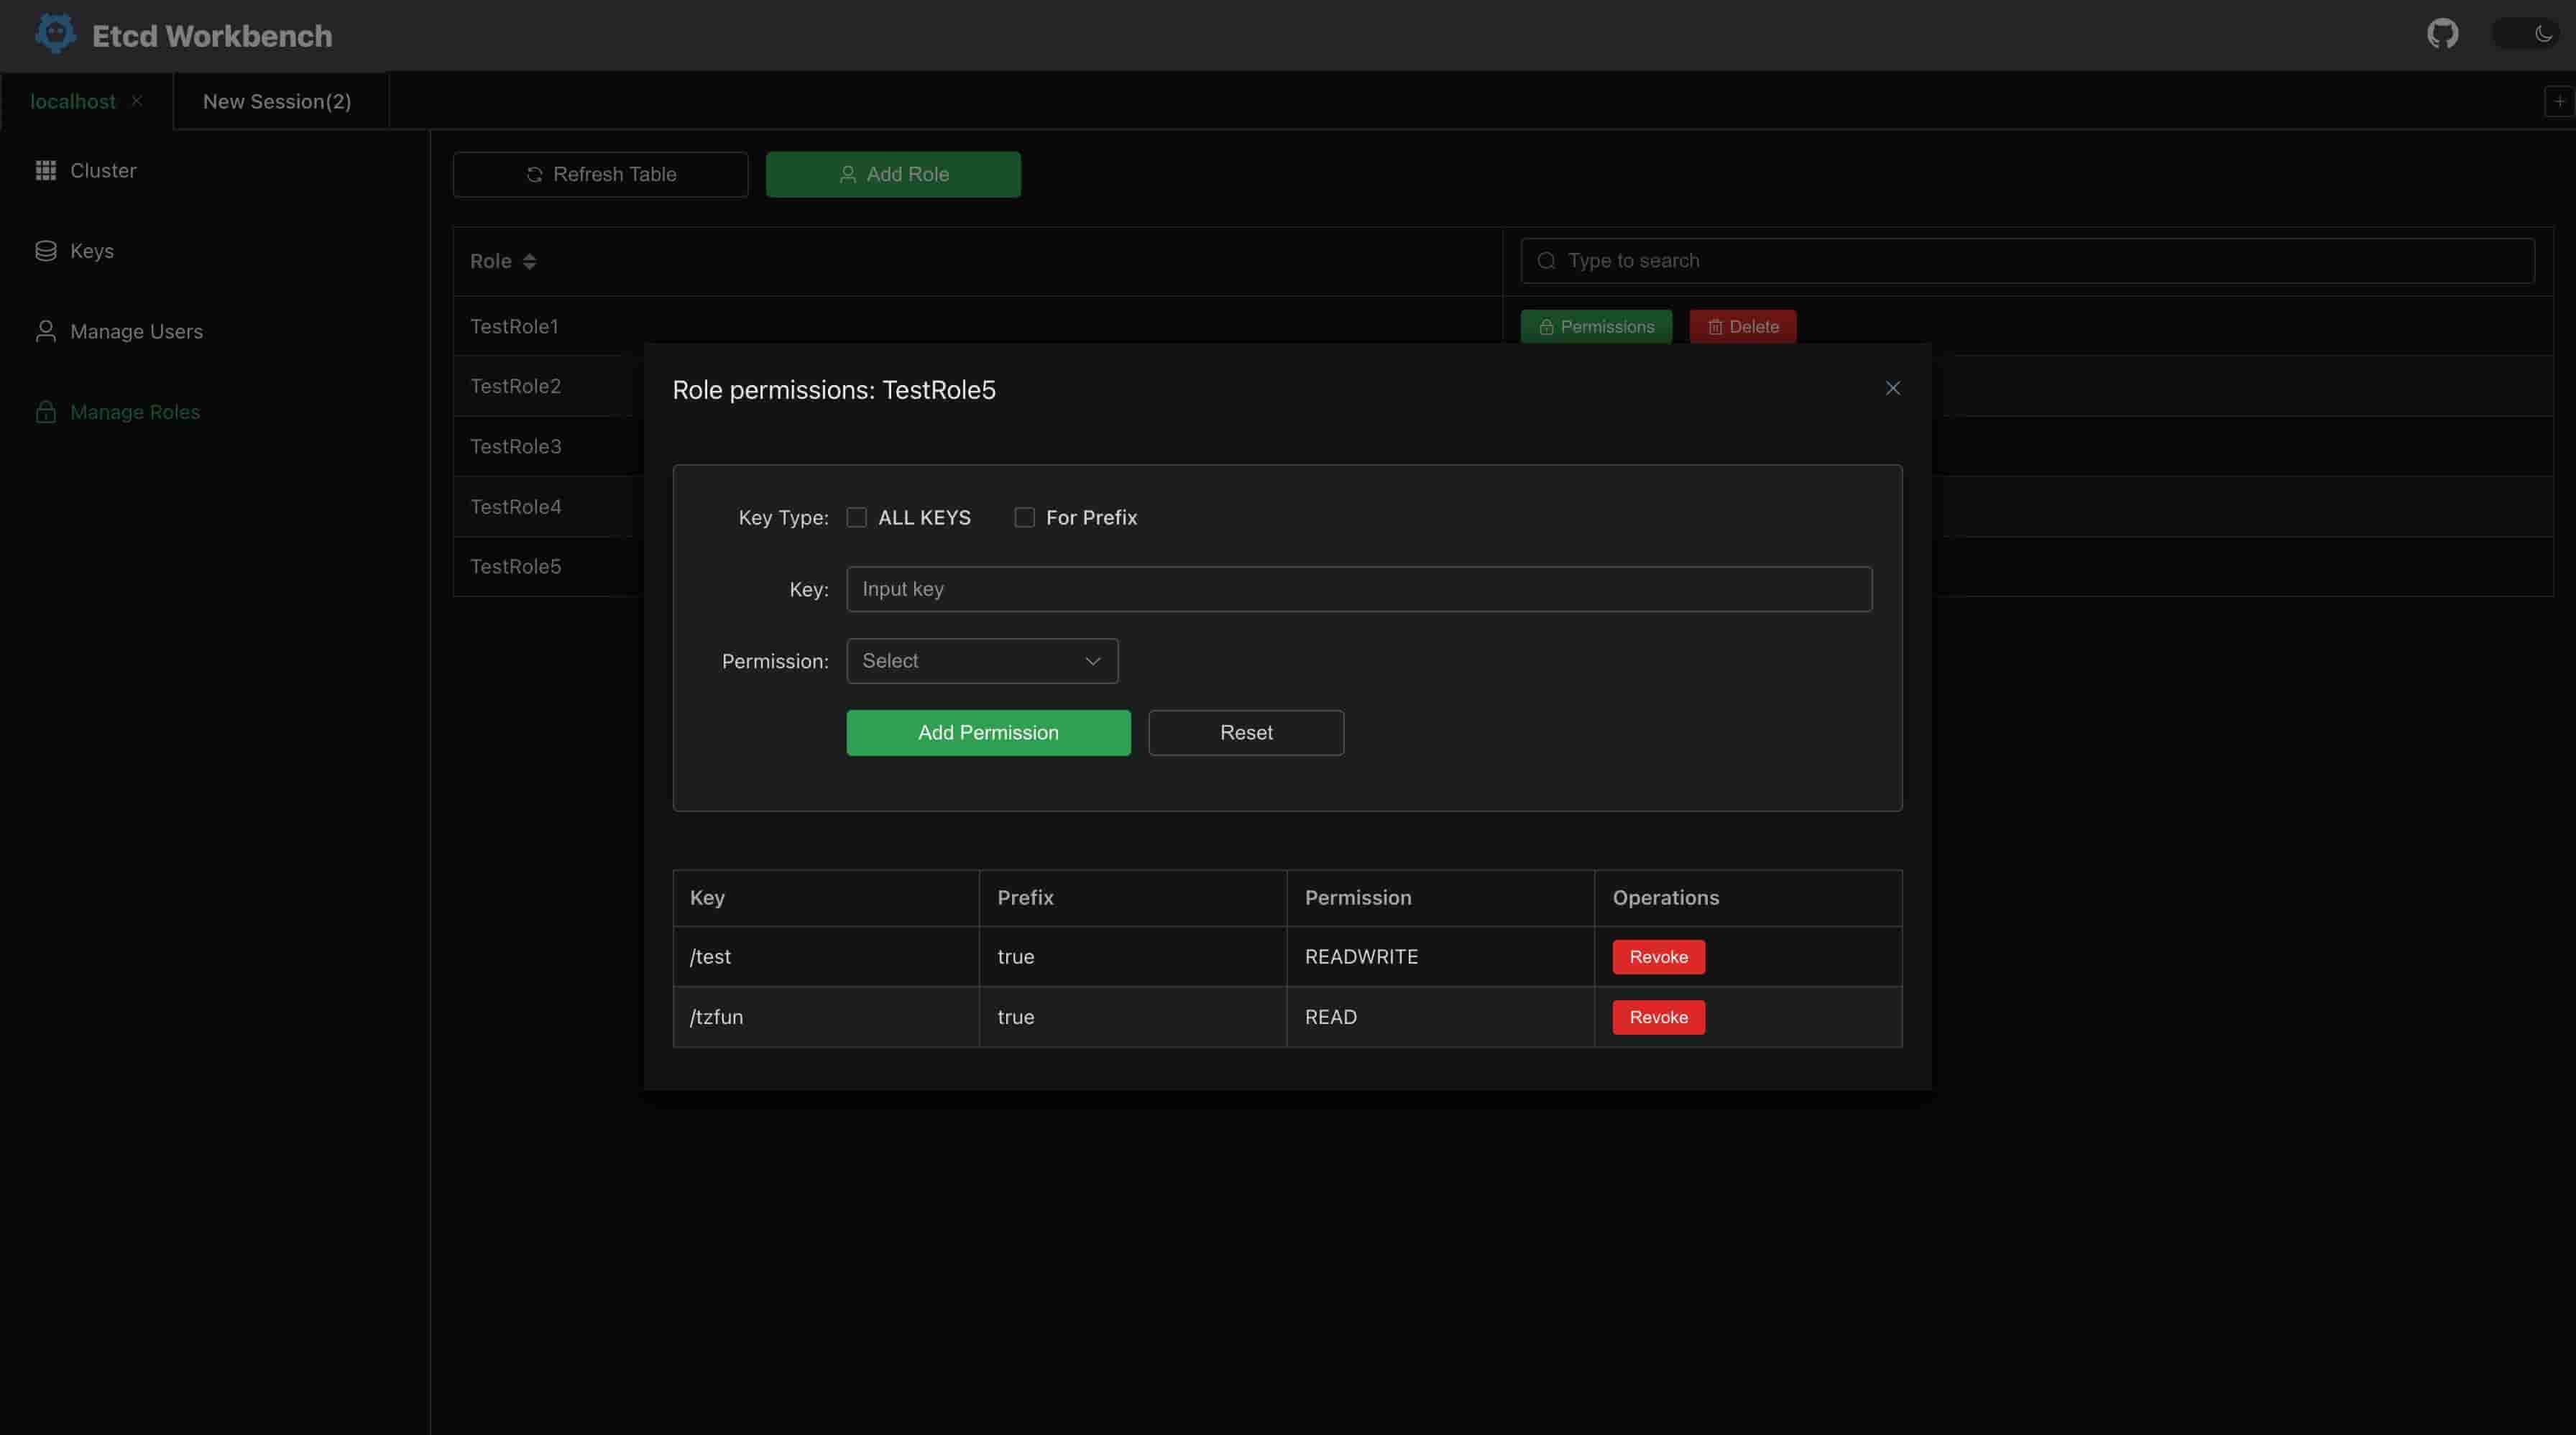 Etcd Workbench
localhost
New Session(2)
Cluster
Keys
Manage Users
Manage Roles
Refresh Table
Add Role
Role
Type to search
TestRole1
Permissions
Delete
TestRole2
TestRole3
TestRole4
TestRole5
Role permissions: TestRole5
Key Type: ALL KEYS For Prefix
Key: Input key
Permission: Select
Add Permission Reset
Key Prefix Permission Operations
/test true READWRITE Revoke
/tzfun true READ Revoke